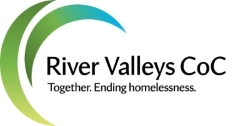 River Valleys CoC
Together. Ending homelessness.